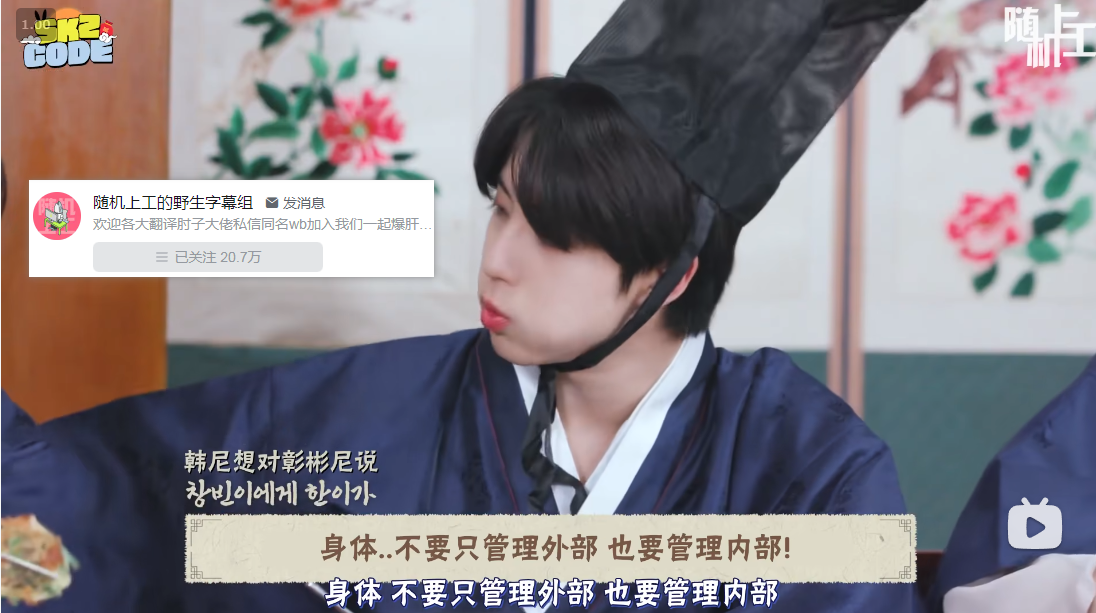 1.00
SKZ
CODE
随机上工
随机上工的野生字幕组 发消息
欢迎各大翻译肘子大佬私信同名wb加入我们一起爆肝…
已关注 20.7万
韩尼想对彰彬尼说
창빈이에게 한이가
身体..不要只管理外部 也要管理内部!
身体 不要只管理外部 也要管理内部